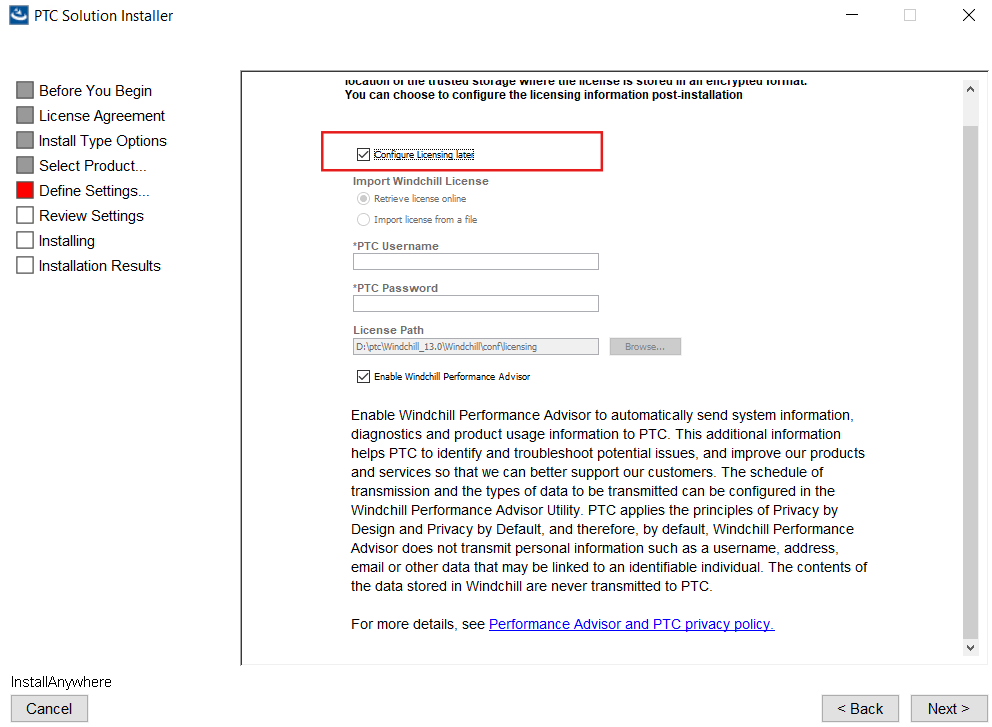 PTC Solution Installer
Before You Begin
License Agreement
Install Type Options
Select Product...
Define Settings...
Review Settings
Installing
Installation Results
location of the trusted storage where the license is stored in an encrypted format.
You can choose to configure the licensing information post-installation
Configure Licensing later
Import Windchill License
Retrieve license online
Import license from a file
*PTC Username
*PTC Password
License Path
D:\ptc\Windchill_13.0\Windchill\conf\licensing
Browse...
Enable Windchill Performance Advisor
Enable Windchill Performance Advisor to automatically send system information,
diagnostics and product usage information to PTC. This additional information
helps PTC to identify and troubleshoot potential issues, and improve our products
and services so that we can better support our customers. The schedule of
transmission and the types of data to be transmitted can be configured in the
Windchill Performance Advisor Utility. PTC applies the principles of Privacy by
Design and Privacy by Default, and therefore, by default, Windchill Performance
Advisor does not transmit personal information such as a username, address,
email or other data that may be linked to an identifiable individual. The contents of
the data stored in Windchill are never transmitted to PTC.
For more details, see Performance Advisor and PTC privacy policy.
InstallAnywhere
Cancel
< Back
Next >